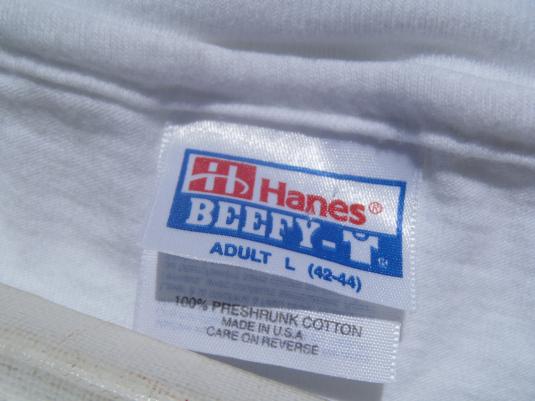 Hanes®
BEEFY-T®
ADULT L (42-44)
100% PRESHRUNK COTTON
MADE IN U.S.A
CARE ON REVERSE